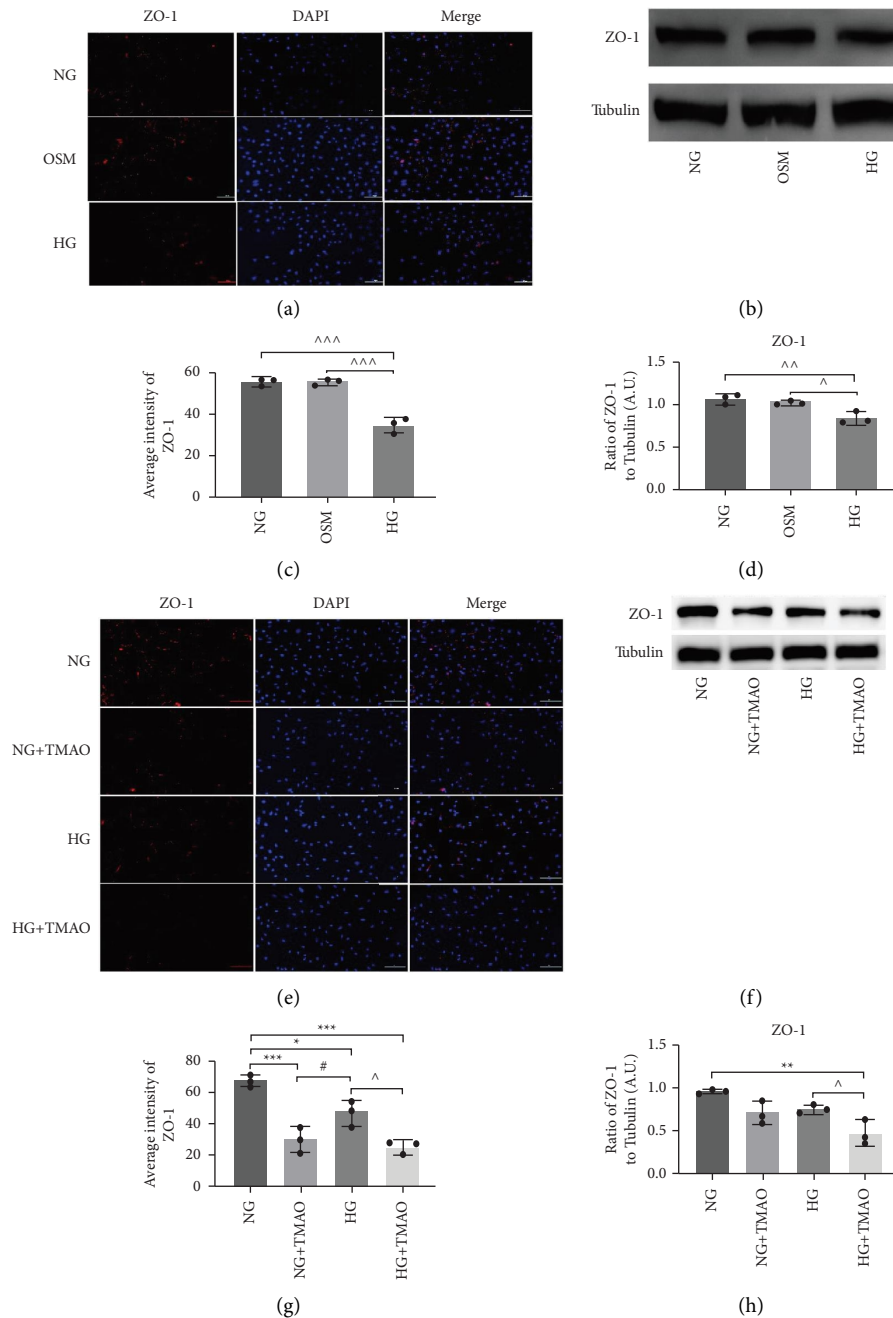 ZO-1 DAPI Merge
NG
OSM
HG
(a)
ZO-1
Tubulin
NG OSM HG
(b)
Average intensity of
ZO-1
60
40
20
0
^^^
^^^
NG OSM HG
(c)
ZO-1
Ratio of ZO-1
to Tubulin (A.U.)
1.5
1.0
0.5
0.0
^^
^
NG OSM HG
(d)
ZO-1 DAPI Merge
NG
NG+TMAO
HG
HG+TMAO
(e)
ZO-1
Tubulin
NG NG+TMAO HG HG+TMAO
(f)
Average intensity of
ZO-1
80
60
40
20
0
***
*
*** # ^
NG NG+TMAO HG HG+TMAO
(g)
ZO-1
Ratio of ZO-1
to Tubulin (A.U.)
1.5
1.0
0.5
0.0
**
^
NG NG+TMAO HG HG+TMAO
(h)